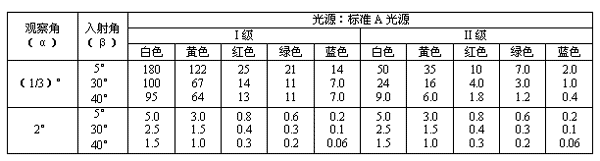 观察角
(α)
入射角
(β)
光源：标准 A 光源
I 级 II 级
白色 黄色 红色 绿色 蓝色 白色 黄色 红色 绿色 蓝色
(1/3)° 5° 180 122 25 21 14 50 35 10 7.0 2.0
30° 100 67 14 11 7.0 24 16 4.0 3.0 1.0
40° 95 64 13 11 7.0 9.0 6.0 1.8 1.2 0.4
2° 5° 5.0 3.0 0.8 0.6 0.2 5.0 3.0 0.8 0.6 0.2
30° 2.5 1.5 0.4 0.3 0.1 2.5 1.5 0.4 0.3 0.1
40° 1.5 1.0 0.3 0.2 0.06 1.5 1.0 0.3 0.2 0.06